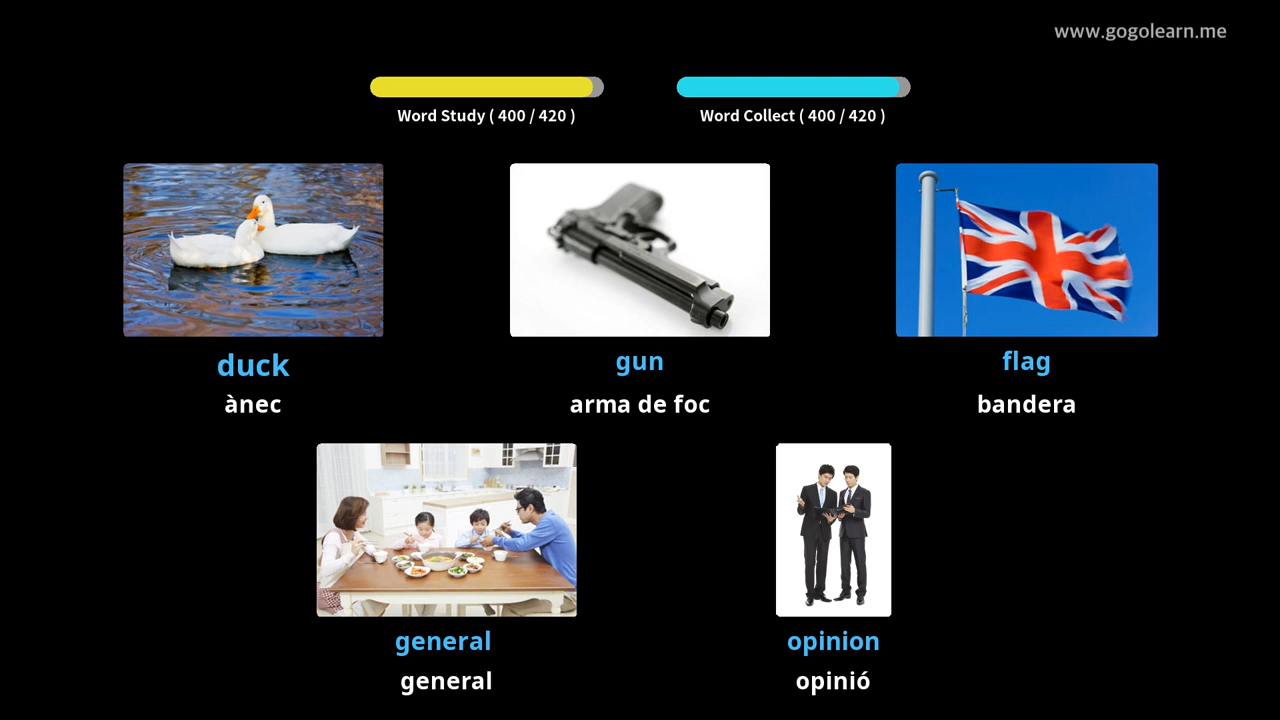 www.gogolearn.me
Word Study ( 400 / 420 )
Word Collect ( 400 / 420 )
duck
ànec
gun
arma de foc
flag
bandera
general
general
opinion
opinió